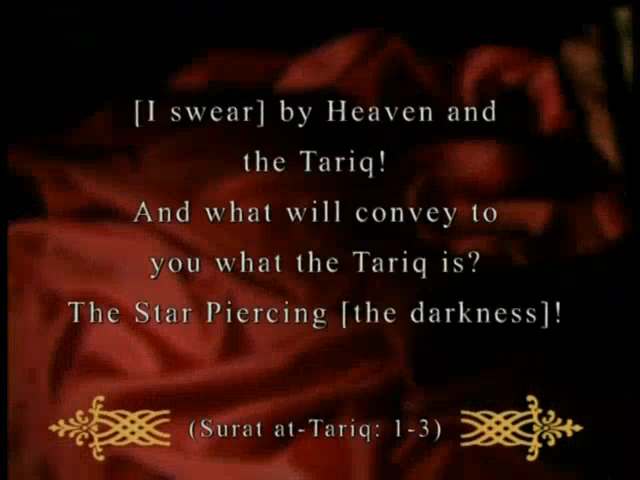 [I swear] by Heaven and
the Tariq!
And what will convey to
you what the Tariq is?
The Star Piercing [the darkness]!
(Surat at-Tariq: 1-3)